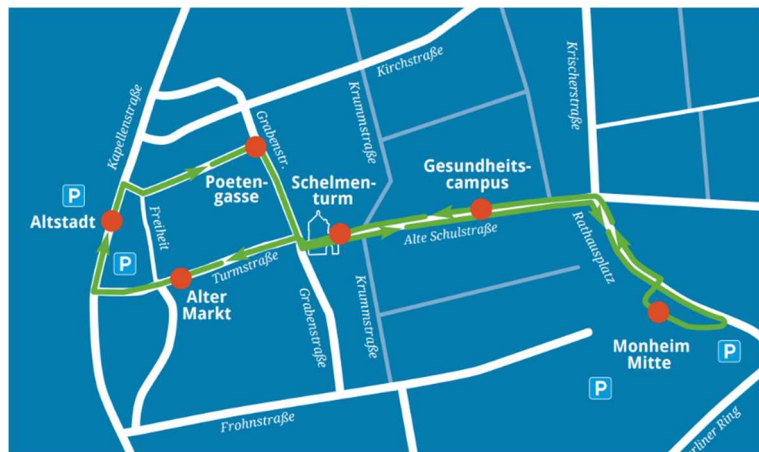 Kapellenstraße
Kirchstraße
Krummstraße
Krischerstraße
Grabenstr.
P
Altstadt
Poeten-
gasse
Schelmen-
turm
Gesundheits-
campus
Freiheit
P
Turmstraße
Alte Schulstraße
Rathausplatz
Alter
Markt
Grabenstraße
Krummstraße
Monheim
Mitte
P
P
Frohnstraße
rliner Ring